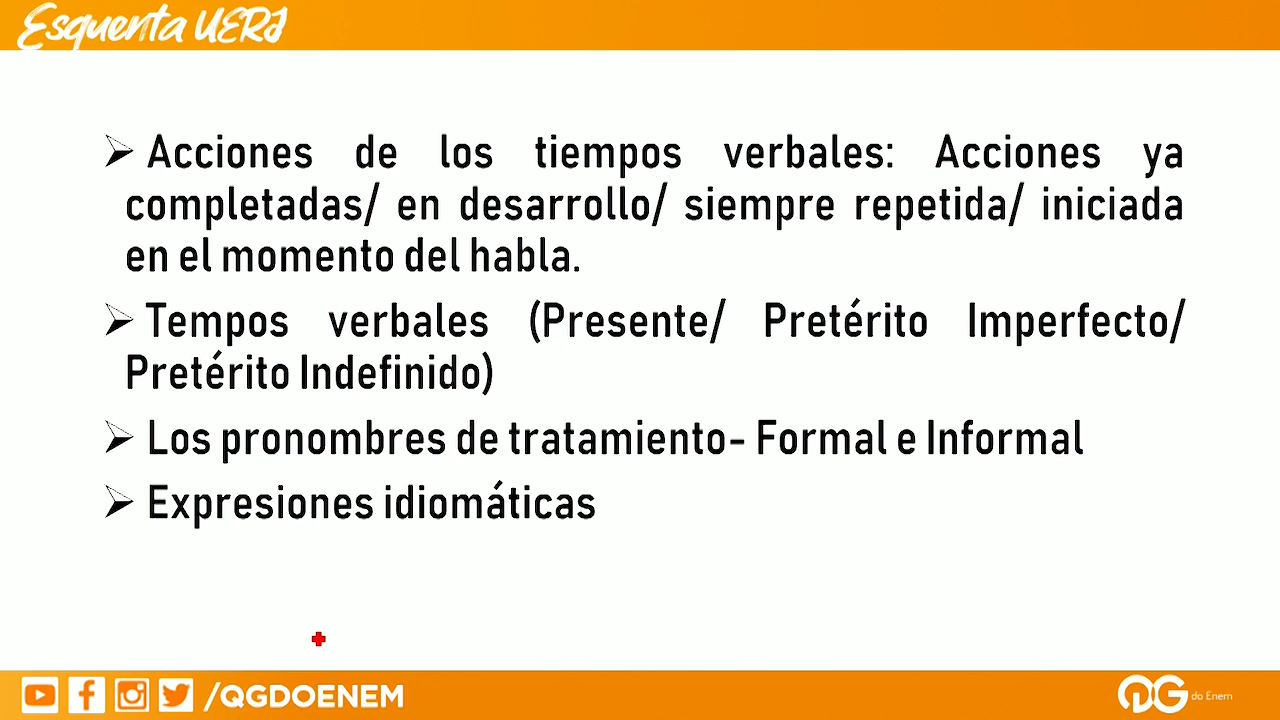 Esquenta UERJ
Acciones de los tiempos verbales: Acciones ya
completadas/ en desarrollo/ siempre repetida/ iniciada
en el momento del habla.
Tempos verbales (Presente/ Pretérito Imperfecto/
Pretérito Indefinido)
Los pronombres de tratamiento- Formal e Informal
Expresiones idiomáticas
/QGDOENEM
QG do Enem